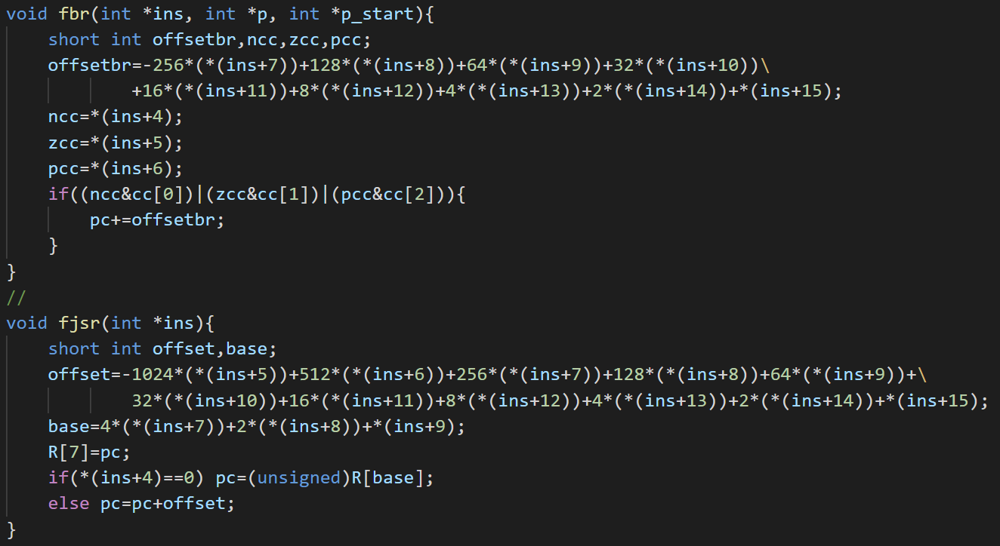 void fbr(int *ins, int *p, int *p_start){
    short int offsetbr,ncc,zcc,pcc;
    offsetbr=-256*(*(ins+7))+128*(*(ins+8))+64*(*(ins+9))+32*(*(ins+10))\
            +16*(*(ins+11))+8*(*(ins+12))+4*(*(ins+13))+2*(*(ins+14))+*(ins+15);
    ncc=*(ins+4);
    zcc=*(ins+5);
    pcc=*(ins+6);
    if((ncc&cc[0])|(zcc&cc[1])|(pcc&cc[2])){
        pc+=offsetbr;
    }
}
//
void fjsr(int *ins){
    short int offset,base;
    offset=-1024*(*(ins+5))+512*(*(ins+6))+256*(*(ins+7))+128*(*(ins+8))+64*(*(ins+9))+\
            32*(*(ins+10))+16*(*(ins+11))+8*(*(ins+12))+4*(*(ins+13))+2*(*(ins+14))+*(ins+15);
    base=4*(*(ins+7))+2*(*(ins+8))+*(ins+9);
    R[7]=pc;
    if(*(ins+4)==0) pc=(unsigned)R[base];
    else pc=pc+offset;
}